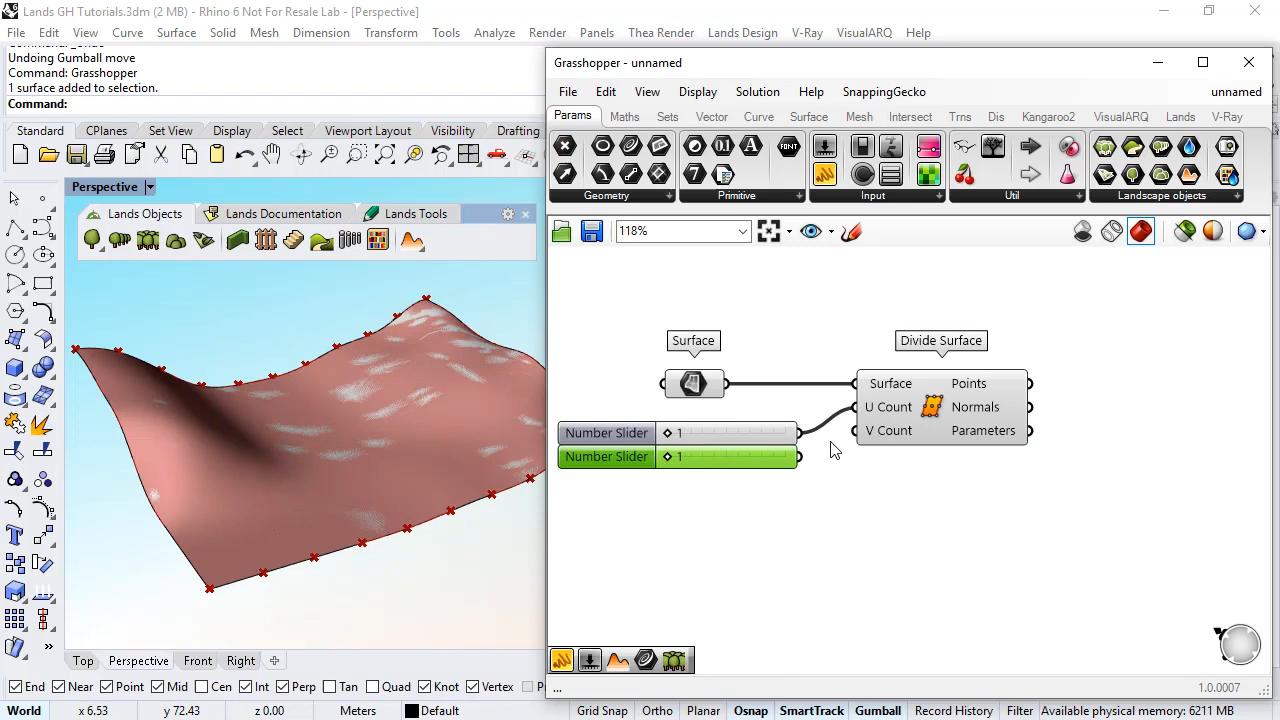 Lands GH Tutorials.3dm (2 MB) - Rhino 6 Not For Resale Lab - [Perspective]
File Edit View Curve Surface Solid Mesh Dimension Transform Tools Analyze Render Panels Thea Render Lands Design V-Ray VisualARQ Help
Undoing Gumball move
Command: Grasshopper
1 surface added to selection.
Command:
Standard CPlanes Set View Display Select Viewport Layout Visibility Drafting
Perspective
Lands Objects Lands Documentation Lands Tools
Grasshopper - unnamed
File Edit View Display Solution Help SnappingGecko unnamed
Params Maths Sets Vector Curve Surface Mesh Intersect Trns Dis Kangaroo2 VisualARQ Lands V-Ray
Geometry Primitive Input Util Landscape objects
118%
Surface Divide Surface
Surface Points
U Count Normals
V Count Parameters
Number Slider 1
Number Slider 1
... 1.0.0007
Top Perspective Front Right
End Near Point Mid Cen Int Perp Tan Quad Knot Vertex
World x 6.53 y 72.43 z 0.00 Meters Default Grid Snap Ortho Planar Osnap SmartTrack Gumball Record History Filter Available physical memory: 6211 MB